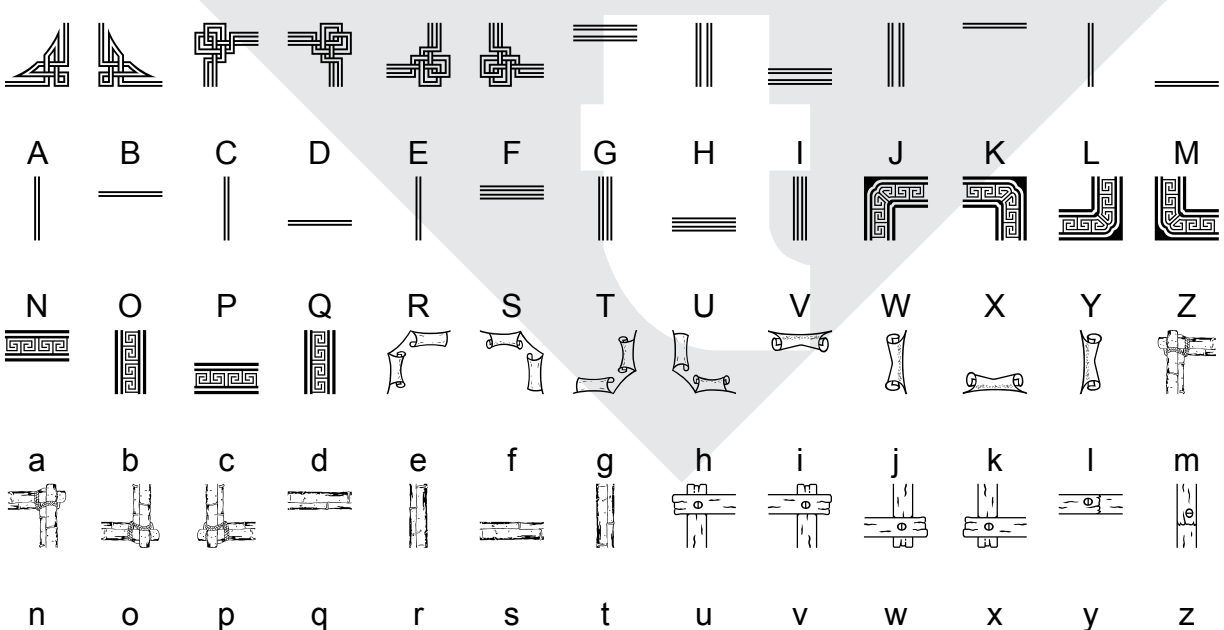 A B C D E F G H I J K L M
N O P Q R S T U V W X Y Z
a b c d e f g h i j k l m
n o p q r s t u v w x y z